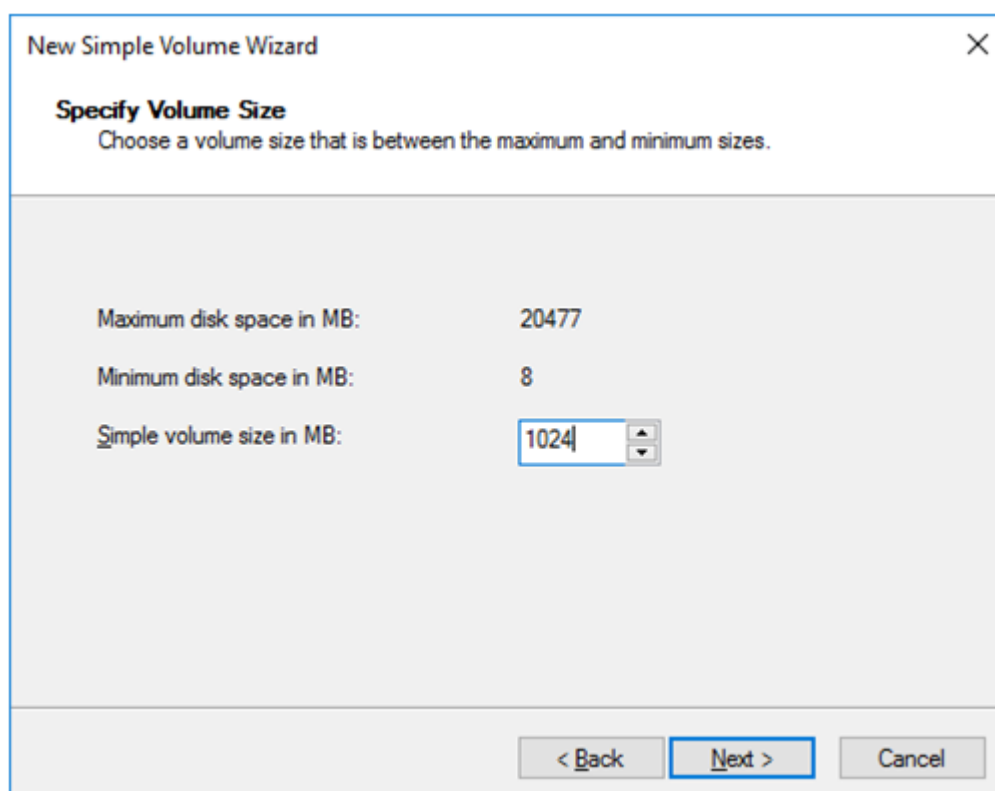 New Simple Volume Wizard
Specify Volume Size
Choose a volume size that is between the maximum and minimum sizes.
Maximum disk space in MB: 20477
Minimum disk space in MB: 8
Simple volume size in MB: 1024
< Back Next > Cancel